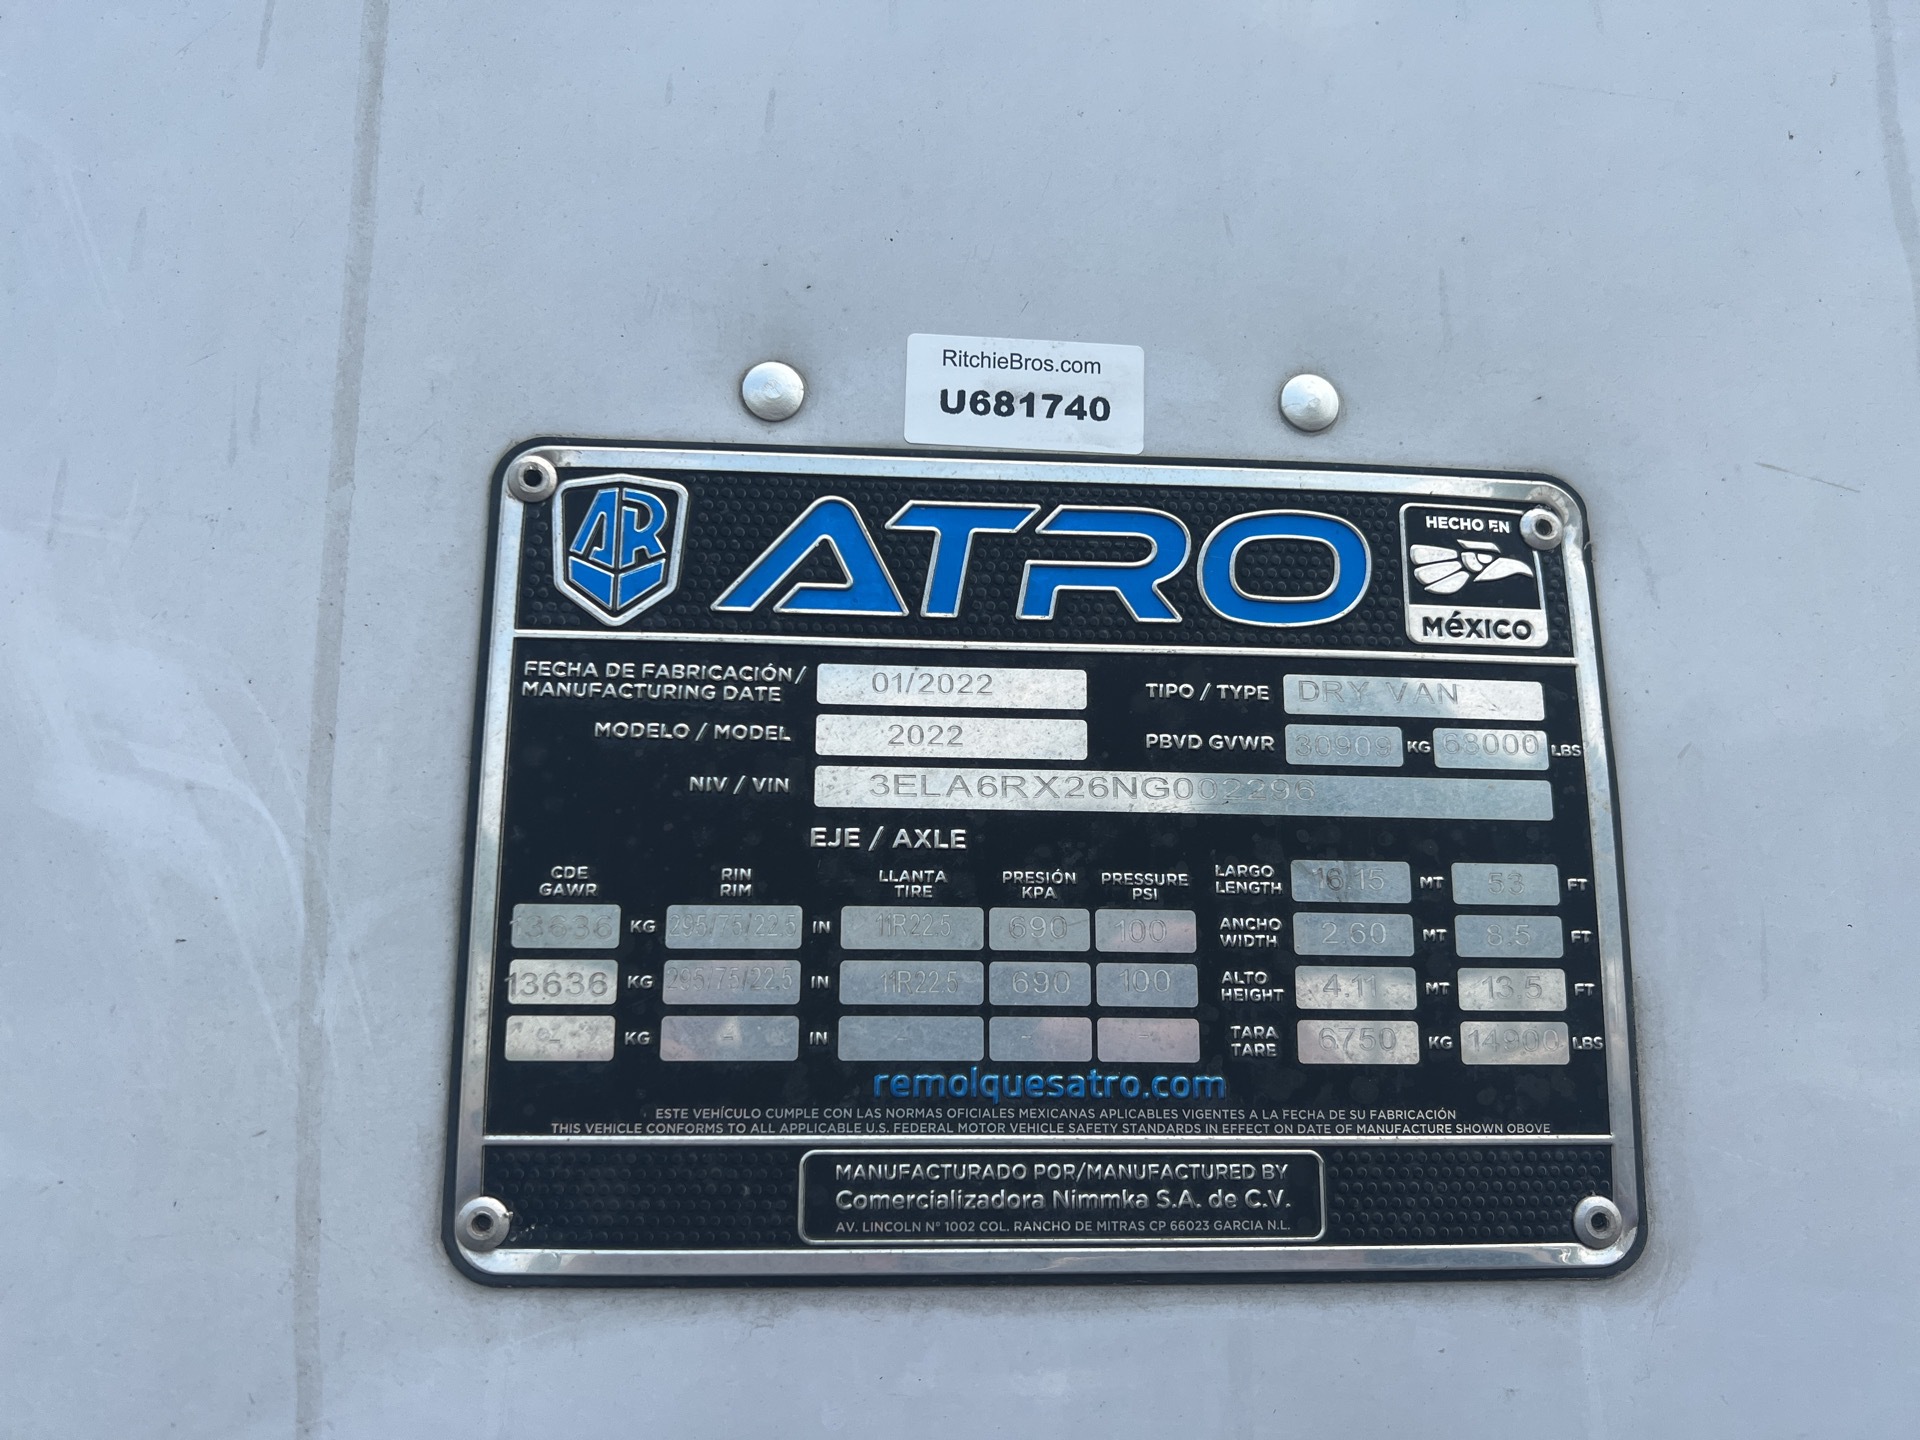 RitchieBros.com
U681740
AR
ATRO
HECHO EN
MéXICO
FECHA DE FABRICACIÓN/
MANUFACTURING DATE
01/2022
TIPO / TYPE
DRY VAN
MODELO / MODEL
2022
PBVD GVWR
30909 KG 68000 LBS
NIV / VIN
3ELA6RX26NG002296
EJE / AXLE
CDE
GAWR
RIN
RIM
LLANTA
TIRE
PRESIÓN
KPA
PRESSURE
PSI
LARGO
LENGTH
16.15 MT 53 FT
13636 KG 295/75/22.5 IN 11R22.5 690 100
ANCHO
WIDTH
2.60 MT 8.5 FT
13636 KG 295/75/22.5 IN 11R22.5 690 100
ALTO
HEIGHT
4.11 MT 13.5 FT
- KG - IN - - -
TARA
TARE
6750 KG 14900 LBS
remolquesatro.com
ESTE VEHÍCULO CUMPLE CON LAS NORMAS OFICIALES MEXICANAS APLICABLES VIGENTES A LA FECHA DE SU FABRICACIÓN
THIS VEHICLE CONFORMS TO ALL APPLICABLE U.S. FEDERAL MOTOR VEHICLE SAFETY STANDARDS IN EFFECT ON DATE OF MANUFACTURE SHOWN OBOVE
MANUFACTURADO POR/MANUFACTURED BY
Comercializadora Nimmka S.A. de C.V.
AV. LINCOLN N° 1002 COL. RANCHO DE MITRAS CP 66023 GARCIA N.L.